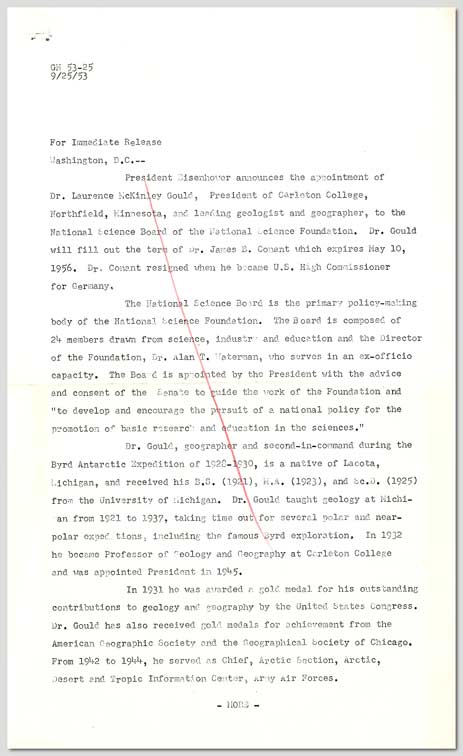 GH 53-25
9/25/53
For Immediate Release
Washington, D.C.--
President Eisenhower announces the appointment of
Dr. Laurence McKinley Gould, President of Carleton College,
Northfield, Minnesota, and leading geologist and geographer, to the
National Science Board of the National Science Foundation. Dr. Gould
will fill out the term of Dr. James B. Conant which expires May 10,
1956. Dr. Conant resigned when he became U.S. High Commissioner
for Germany.
The National Science Board is the primary policy-making
body of the National Science Foundation. The Board is composed of
24 members drawn from science, industry and education and the Director
of the Foundation, Dr. Alan T. Waterman, who serves in an ex-officio
capacity. The Board is appointed by the President with the advice
and consent of the Senate to guide the work of the Foundation and
"to develop and encourage the pursuit of a national policy for the
promotion of basic research and education in the sciences."
Dr. Gould, geographer and second-in-command during the
Byrd Antarctic Expedition of 1928-1930, is a native of Lacota,
Michigan, and received his B.S. (1921), M.A. (1923), and Sc.D. (1925)
from the University of Michigan. Dr. Gould taught geology at Michi-
gan from 1921 to 1937, taking time out for several polar and near-
polar expeditions, including the famous Byrd exploration. In 1932
he became Professor of Geology and Geography at Carleton College
and was appointed President in 1945.
In 1931 he was awarded a gold medal for his outstanding
contributions to geology and geography by the United States Congress.
Dr. Gould has also received gold medals for achievement from the
American Geographic Society and the Geographical Society of Chicago.
From 1942 to 1944, he served as Chief, Arctic Section, Arctic,
Desert and Tropic Information Center, Army Air Forces.
- MORE -